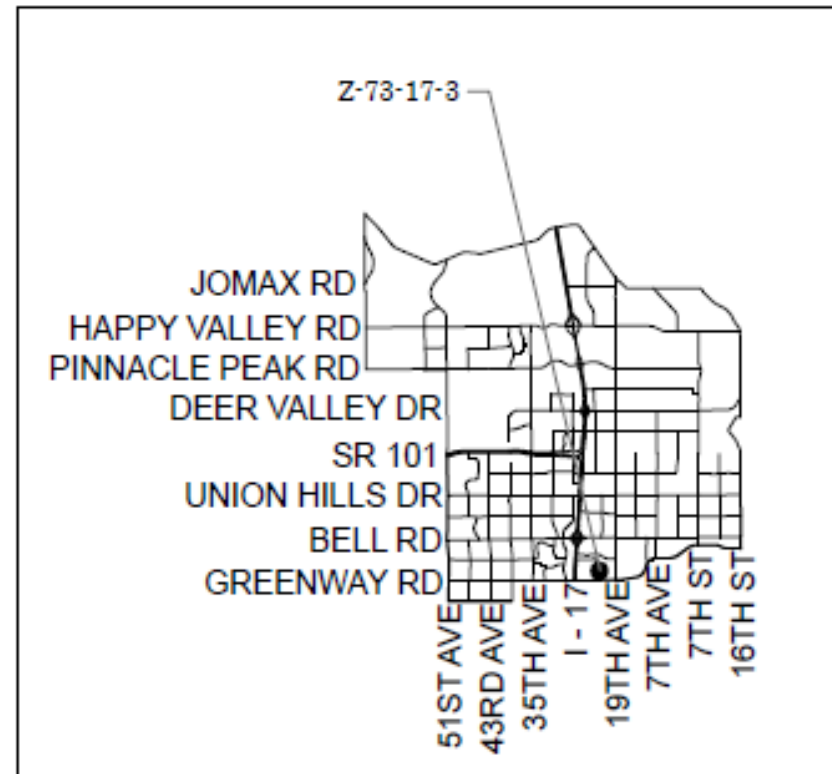 Z-73-17-3
JOMAX RD
HAPPY VALLEY RD
PINNACLE PEAK RD
DEER VALLEY DR
SR 101
UNION HILLS DR
BELL RD
GREENWAY RD
51ST AVE
43RD AVE
35TH AVE
I - 17
19TH AVE
7TH AVE
7TH ST
16TH ST